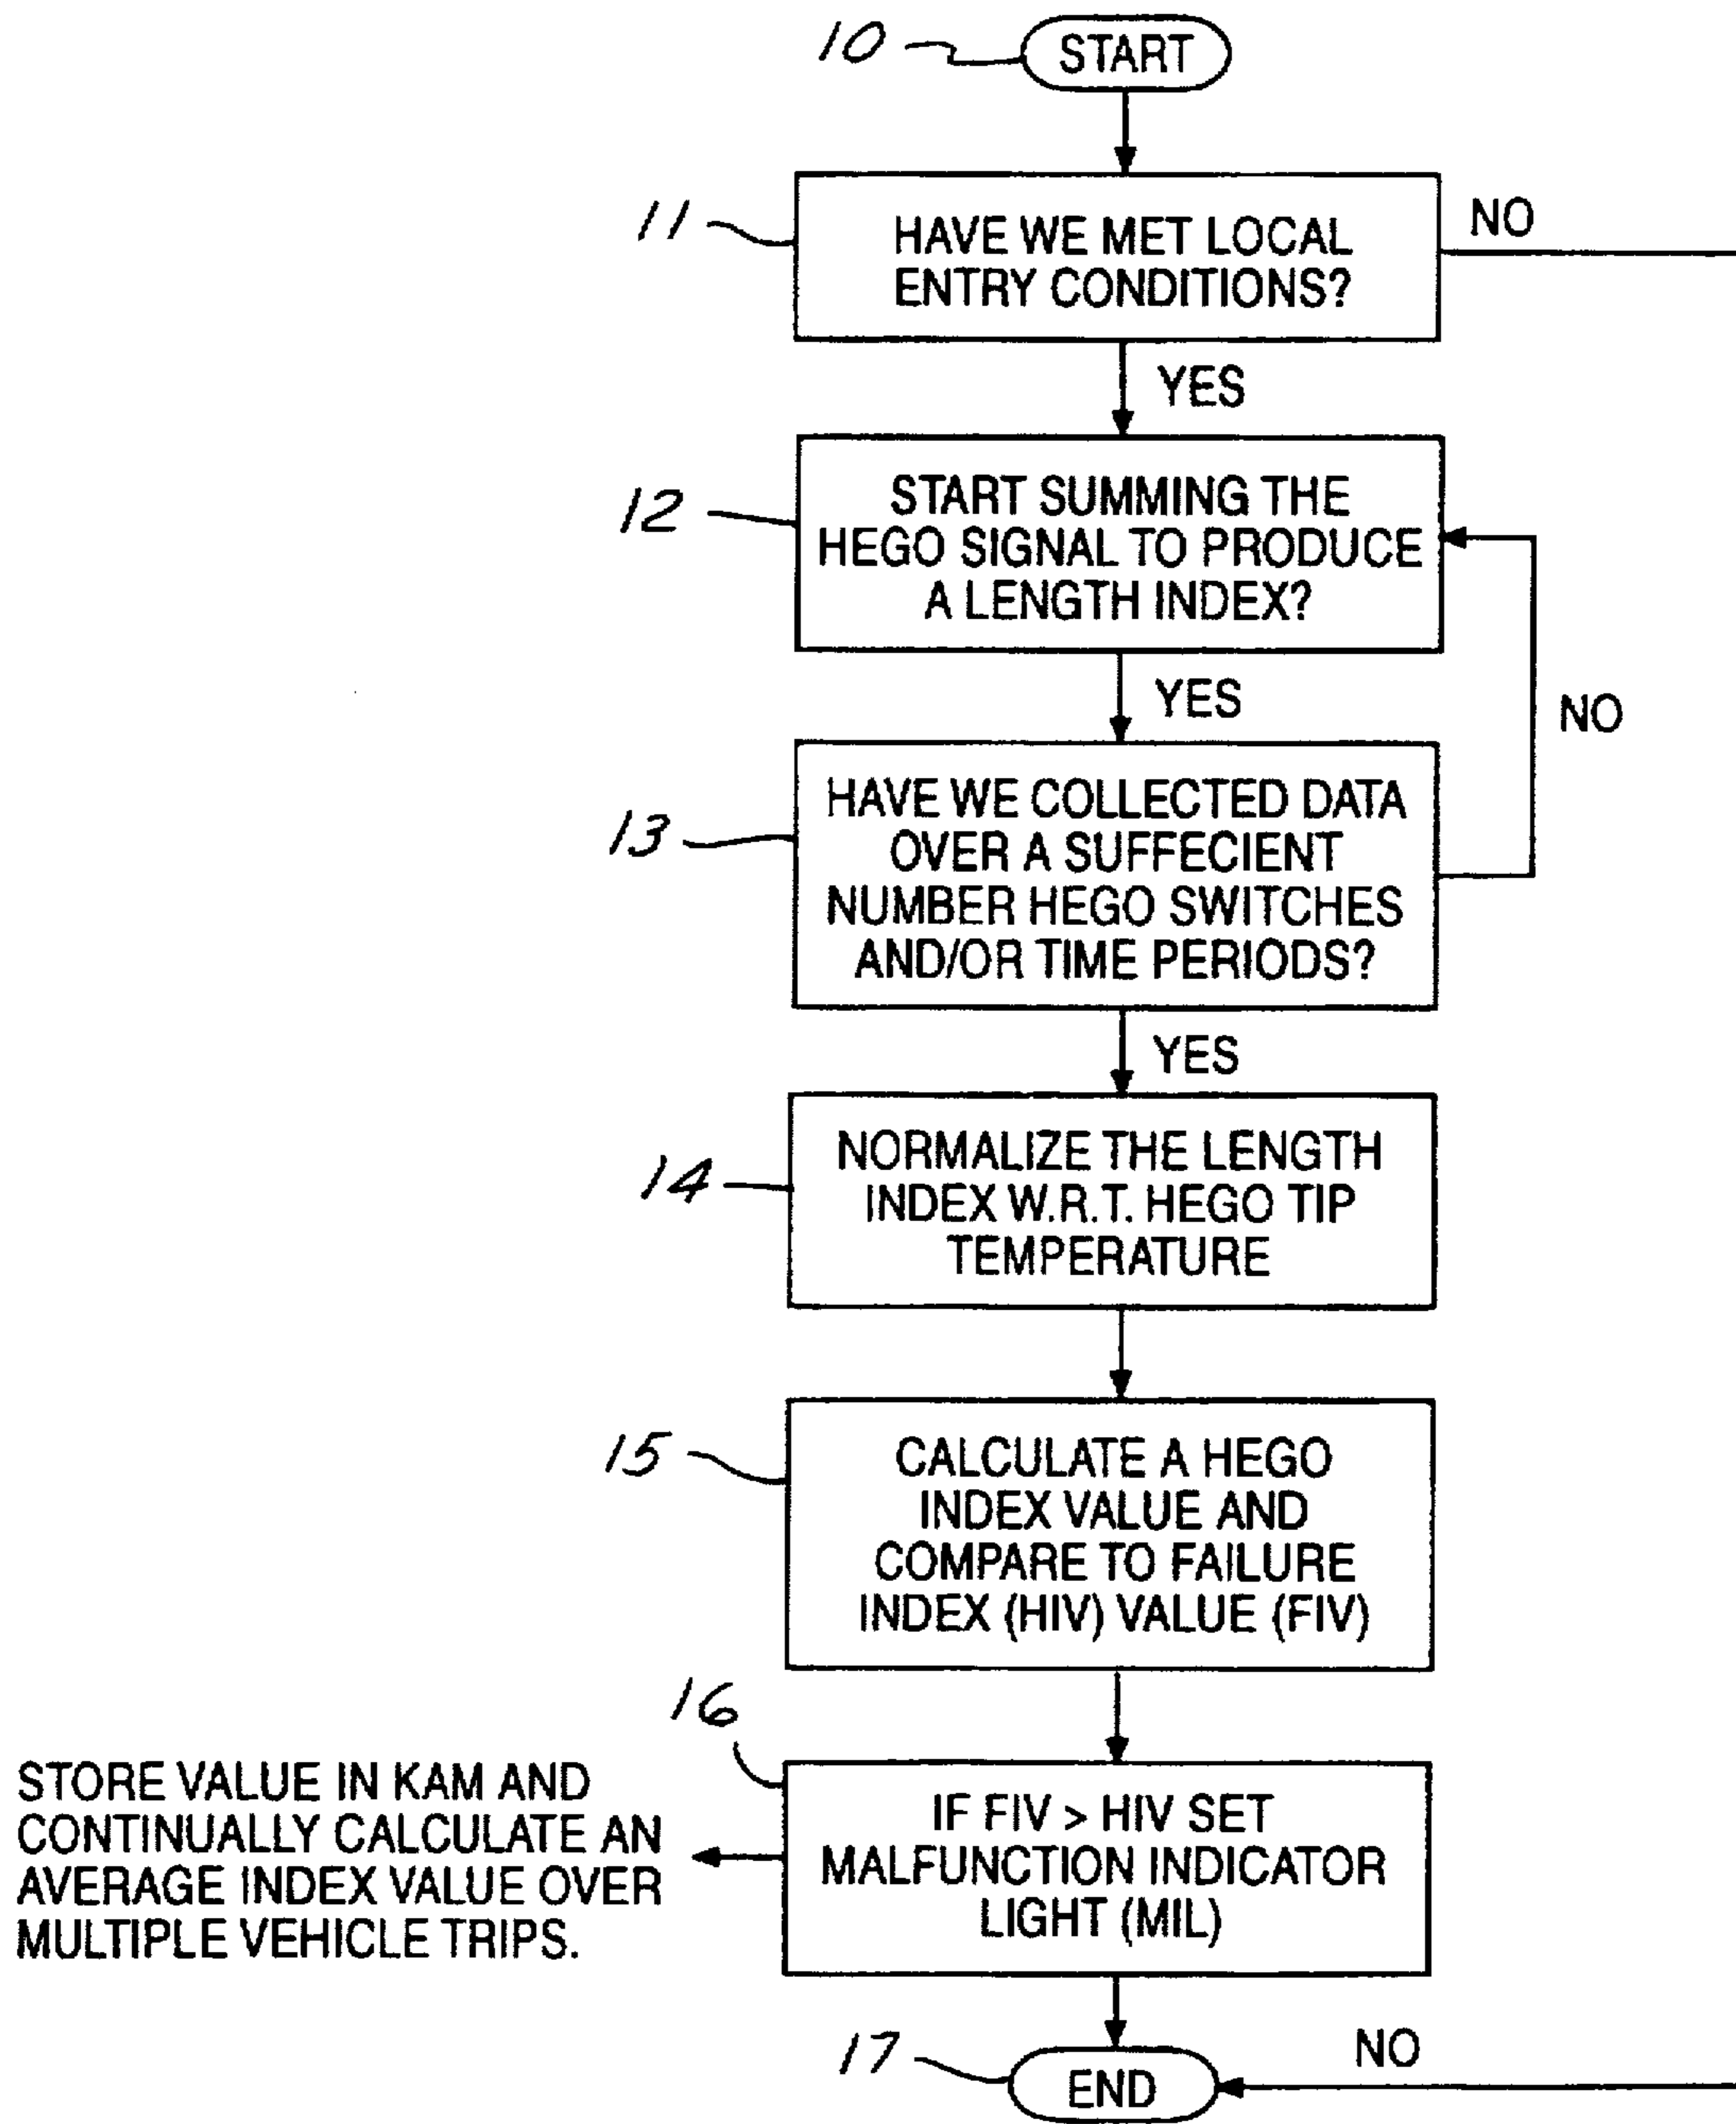 10
START
11
HAVE WE MET LOCAL
ENTRY CONDITIONS?
NO
YES
12
START SUMMING THE
HEGO SIGNAL TO PRODUCE
A LENGTH INDEX?
YES
NO
13
HAVE WE COLLECTED DATA
OVER A SUFFECIENT
NUMBER HEGO SWITCHES
AND/OR TIME PERIODS?
YES
14
NORMALIZE THE LENGTH
INDEX W.R.T. HEGO TIP
TEMPERATURE
15
CALCULATE A HEGO
INDEX VALUE AND
COMPARE TO FAILURE
INDEX (HIV) VALUE (FIV)
16
STORE VALUE IN KAM AND
CONTINUALLY CALCULATE AN
AVERAGE INDEX VALUE OVER
MULTIPLE VEHICLE TRIPS.
IF FIV > HIV SET
MALFUNCTION INDICATOR
LIGHT (MIL)
17
END
NO